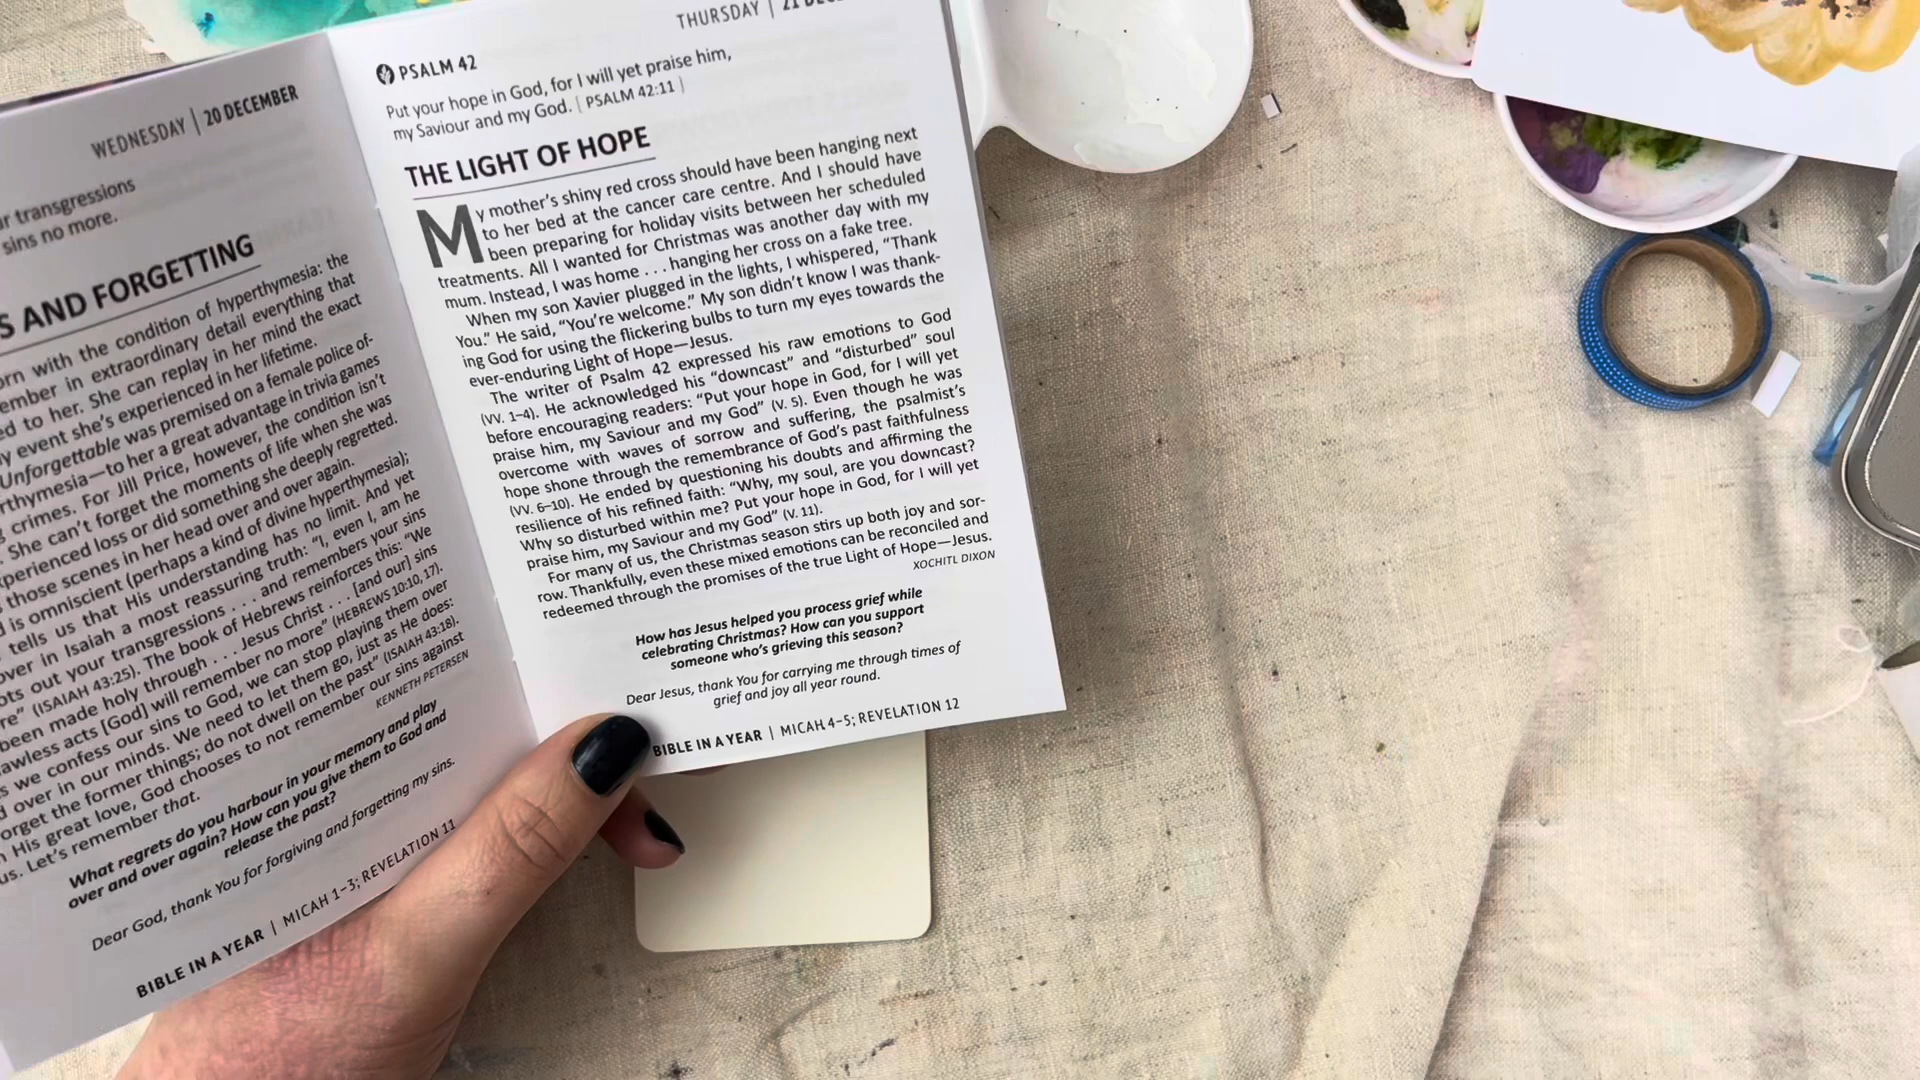 WEDNESDAY | 20 DECEMBER
transgressions
sins no more.
AND FORGETTING
with the condition of hyperthymesia: the
in extraordinary detail everything that
to her. She can replay in her mind the exact
event she's experienced in her lifetime.
Unforgettable was premised on a female police of-
—to her a great advantage in trivia games
crimes. For Jill Price, however, the condition isn't
She can't forget the moments of life when she was
loss or did something she deeply regretted.
those scenes in her head over and over again.
is omniscient (perhaps a kind of divine hyperthymesia);
tells us that His understanding has no limit. And yet
in Isaiah a most reassuring truth: “I, even I, am he
out your transgressions . . . and remembers your sins
(ISAIAH 43:25). The book of Hebrews reinforces this: “We
been made holy through . . . Jesus Christ . . . [and our] sins
lawless acts [God] will remember no more” (HEBREWS 10:10, 17).
we confess our sins to God, we can stop playing them over
over in our minds. We need to let them go, just as He does:
the former things; do not dwell on the past” (ISAIAH 43:18).
His great love, God chooses to not remember our sins against
us. Let's remember that.
KENNETH PETERSEN
What regrets do you harbour in your memory and play
over and over again? How can you give them to God and
release the past?
Dear God, thank You for forgiving and forgetting my sins.
BIBLE IN A YEAR | MICAH 1–3; REVELATION 11
THURSDAY | 21
PSALM 42
Put your hope in God, for I will yet praise him,
my Saviour and my God. [ PSALM 42:11 ]
THE LIGHT OF HOPE
My mother's shiny red cross should have been hanging next
to her bed at the cancer care centre. And I should have
been preparing for holiday visits between her scheduled
treatments. All I wanted for Christmas was another day with my
mum. Instead, I was home . . . hanging her cross on a fake tree.
When my son Xavier plugged in the lights, I whispered, “Thank
You.” He said, “You're welcome.” My son didn't know I was thank-
ing God for using the flickering bulbs to turn my eyes towards the
ever-enduring Light of Hope—Jesus.
The writer of Psalm 42 expressed his raw emotions to God
(VV. 1–4). He acknowledged his “downcast” and “disturbed” soul
before encouraging readers: “Put your hope in God, for I will yet
praise him, my Saviour and my God” (V. 5). Even though he was
overcome with waves of sorrow and suffering, the psalmist's
hope shone through the remembrance of God's past faithfulness
(VV. 6–10). He ended by questioning his doubts and affirming the
resilience of his refined faith: “Why, my soul, are you downcast?
Why so disturbed within me? Put your hope in God, for I will yet
praise him, my Saviour and my God” (V. 11).
For many of us, the Christmas season stirs up both joy and sor-
row. Thankfully, even these mixed emotions can be reconciled and
redeemed through the promises of the true Light of Hope—Jesus.
XOCHITL DIXON
How has Jesus helped you process grief while
celebrating Christmas? How can you support
someone who's grieving this season?
Dear Jesus, thank You for carrying me through times of
grief and joy all year round.
BIBLE IN A YEAR | MICAH 4–5; REVELATION 12